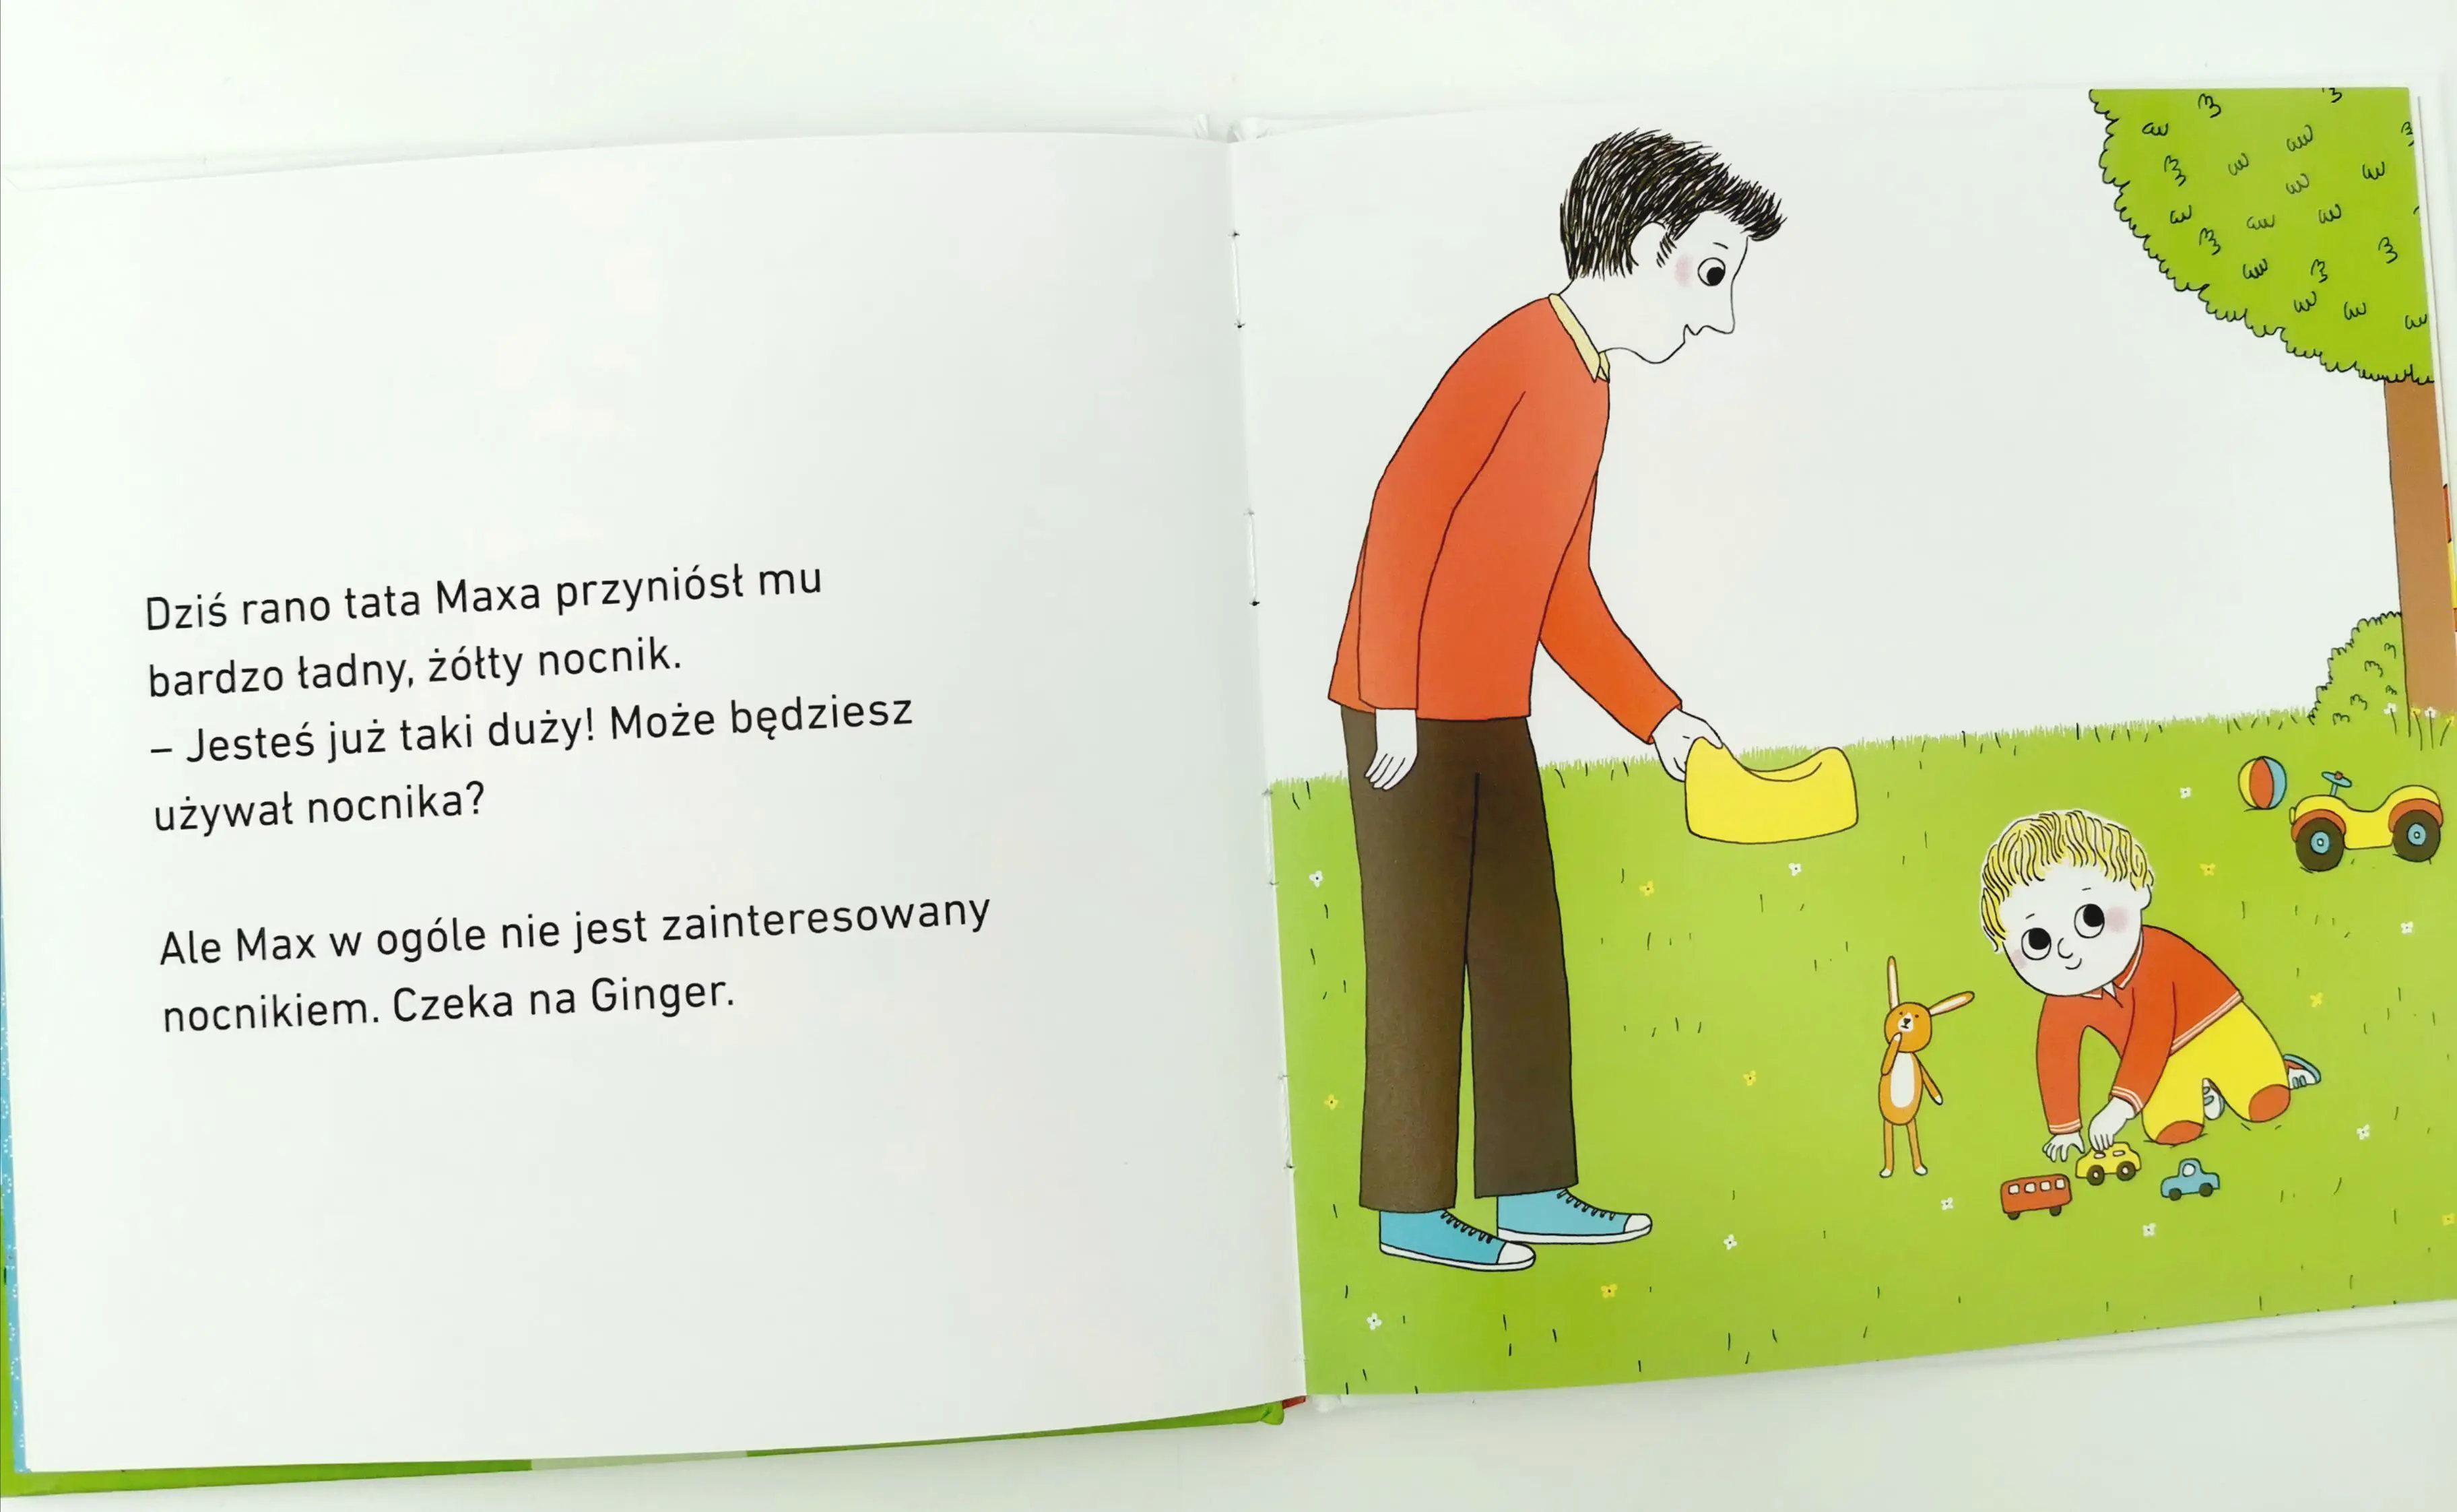 Dziś rano tata Maxa przyniósł mu
bardzo ładny, żółty nocnik.
– Jesteś już taki duży! Może będziesz
używał nocnika?
Ale Max w ogóle nie jest zainteresowany
nocnikiem. Czeka na Ginger.